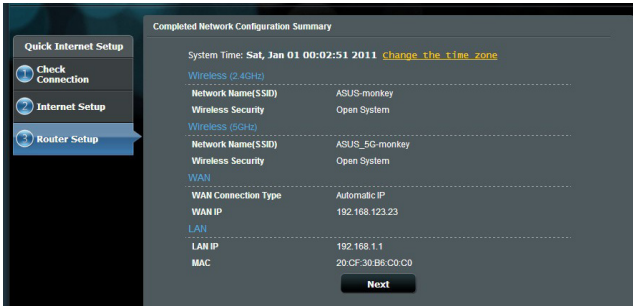 Completed Network Configuration Summary
Quick Internet Setup
1 Check Connection
2 Internet Setup
3 Router Setup
System Time: Sat, Jan 01 00:02:51 2011 Change the time zone
Wireless (2.4GHz)
Network Name(SSID) ASUS-monkey
Wireless Security Open System
Wireless (5GHz)
Network Name(SSID) ASUS_5G-monkey
Wireless Security Open System
WAN
WAN Connection Type Automatic IP
WAN IP 192.168.123.23
LAN
LAN IP 192.168.1.1
MAC 20:CF:30:B6:C0:C0
Next